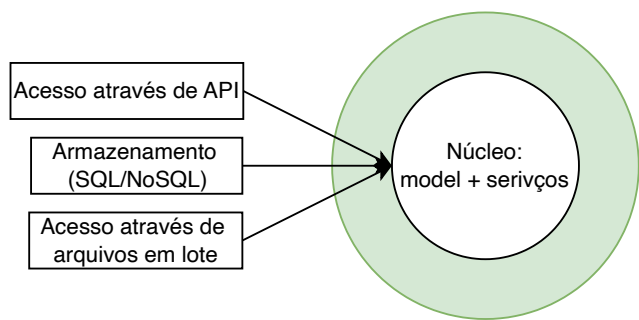 Acesso através de API
Armazenamento
(SQL/NoSQL)
Acesso através de
arquivos em lote
Núcleo:
model + serivços